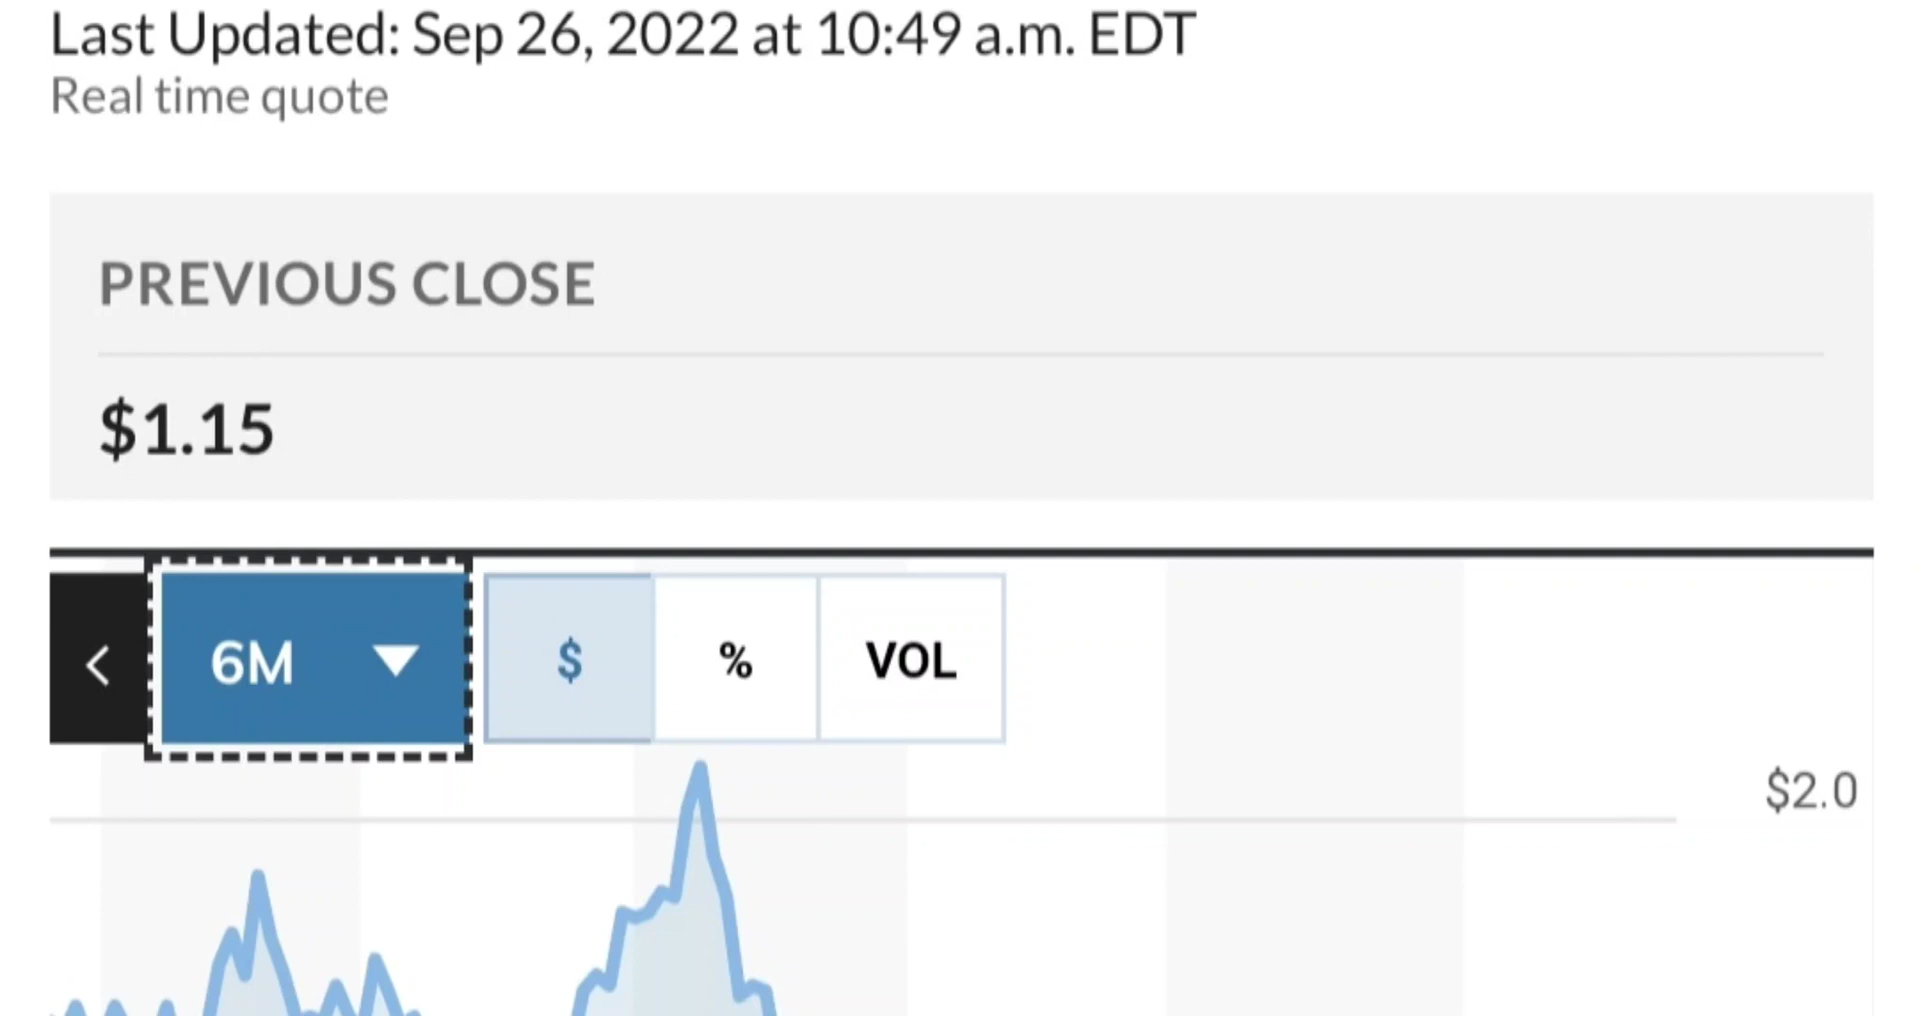 Last Updated: Sep 26, 2022 at 10:49 a.m. EDT
Real time quote
PREVIOUS CLOSE
$1.15
6M $ % VOL
$2.0